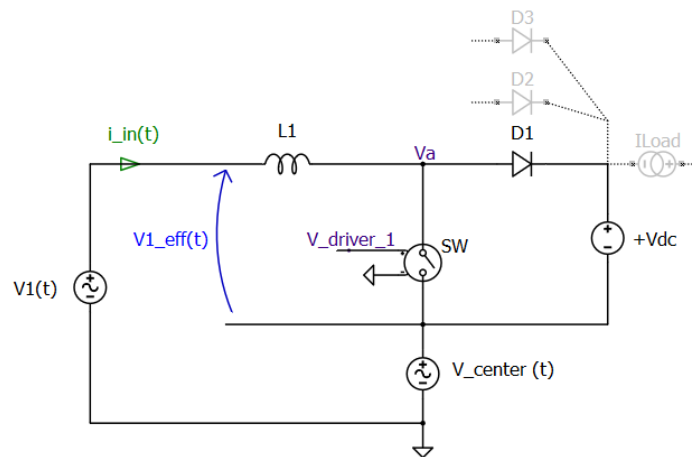 D3
D2
i_in(t)
L1
D1
ILoad
Va
V1_eff(t)
V_driver_1
SW
+Vdc
V1(t)
V_center (t)